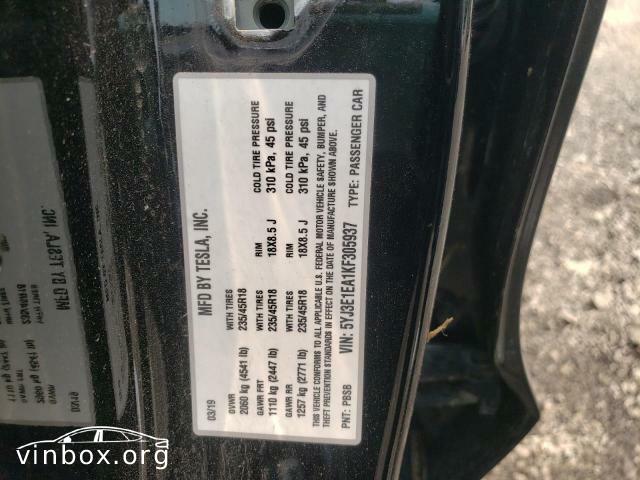 MFD BY TESLA, INC.
03/19
GVWR WITH TIRES RIM COLD TIRE PRESSURE
2060 kg (4541 lb) 235/45R18 18X8.5 J 310 kPa, 45 psi
GAWR FRT WITH TIRES RIM COLD TIRE PRESSURE
1110 kg (2447 lb) 235/45R18 18X8.5 J 310 kPa, 45 psi
GAWR RR WITH TIRES
1257 kg (2771 lb) 235/45R18
THIS VEHICLE CONFORMS TO ALL APPLICABLE U.S. FEDERAL MOTOR VEHICLE SAFETY, BUMPER, AND
THEFT PREVENTION STANDARDS IN EFFECT ON THE DATE OF MANUFACTURE SHOWN ABOVE.
VIN: 5YJ3E1EA1KF305937 TYPE: PASSENGER CAR
PNT: PBSB
vinbox.org